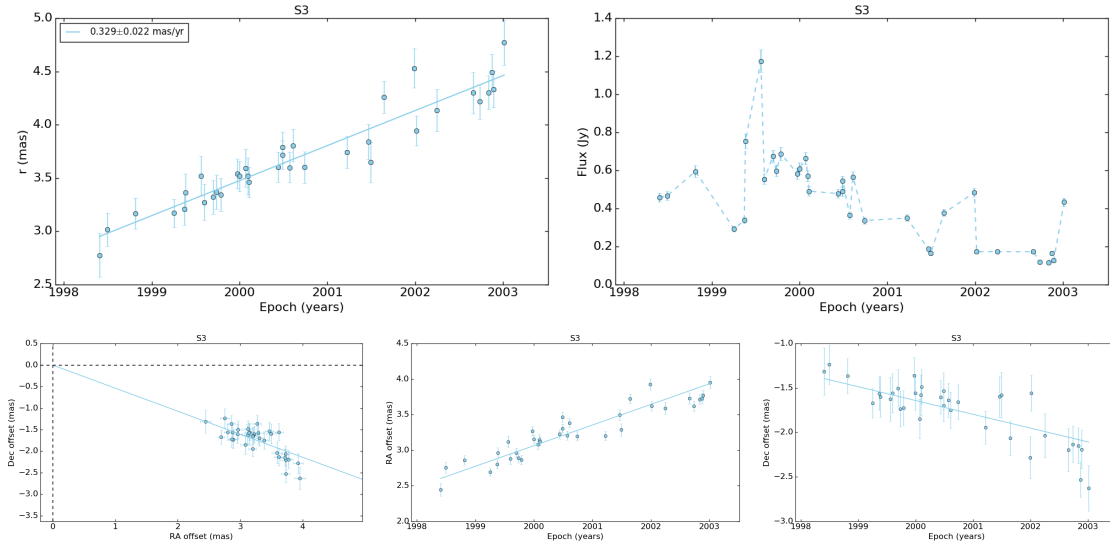 S3
5.0
4.5
4.0
3.5
3.0
2.5
r (mas)
0.329±0.022 mas/yr
1998 1999 2000 2001 2002 2003
Epoch (years)
S3
1.4
1.2
1.0
0.8
0.6
0.4
0.2
0.0
Flux (Jy)
1998 1999 2000 2001 2002 2003
Epoch (years)
S3
0.5
0.0
−0.5
−1.0
−1.5
−2.0
−2.5
−3.0
−3.5
Dec offset (mas)
0 1 2 3 4
RA offset (mas)
S3
4.5
4.0
3.5
3.0
2.5
2.0
RA offset (mas)
1998 1999 2000 2001 2002 2003
Epoch (years)
S3
−1.0
−1.5
−2.0
−2.5
−3.0
Dec offset (mas)
1998 1999 2000 2001 2002 2003
Epoch (years)